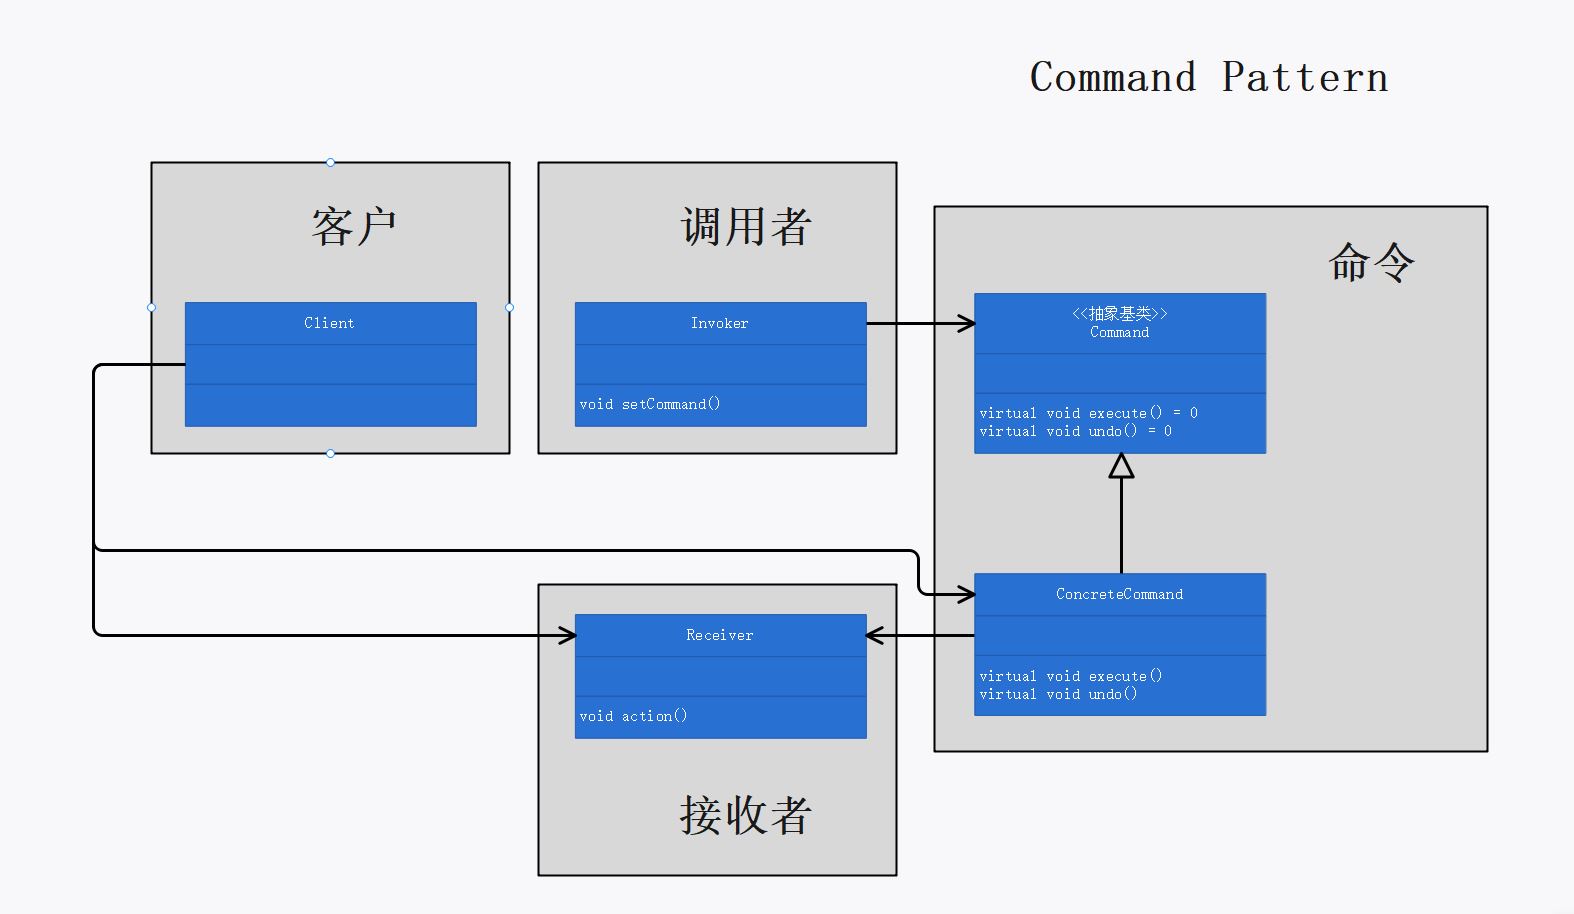 Command Pattern
客户
Client
调用者
Invoker
void setCommand()
命令
<<抽象基类>>
Command
virtual void execute() = 0
virtual void undo() = 0
ConcreteCommand
virtual void execute()
virtual void undo()
Receiver
void action()
接收者